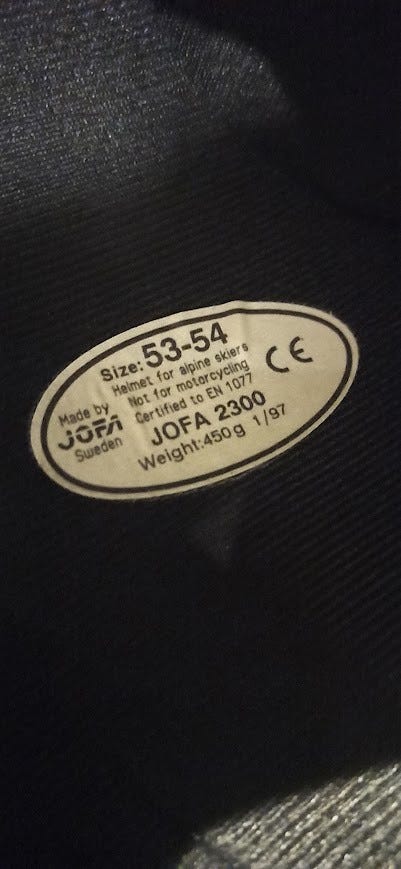 Size: 53-54
Helmet for alpine skiers
Not for motorcycling
Certified to EN 1077
JOFA 2300
Weight:450g 1/97
Made by
JOFA
Sweden
CE